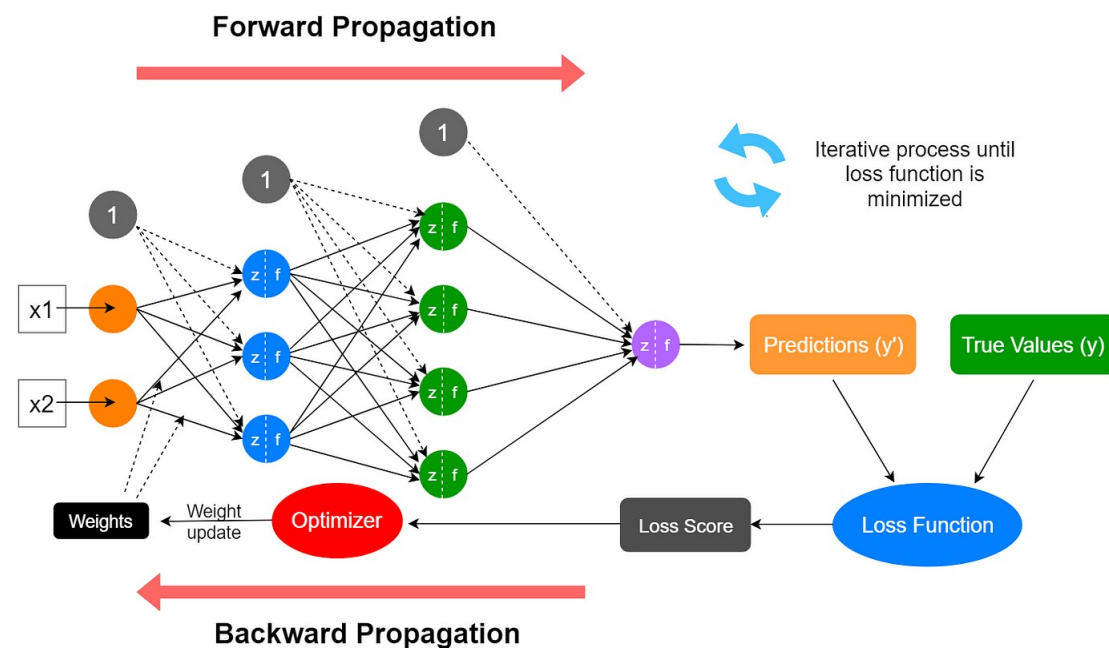 Forward Propagation
1
1
1
Iterative process until
loss function is
minimized
z f
z f
x1
z f
z f
z f
Predictions (y')
True Values (y)
x2
z f
z f
z f
Weights
Weight
update
Optimizer
Loss Score
Loss Function
Backward Propagation